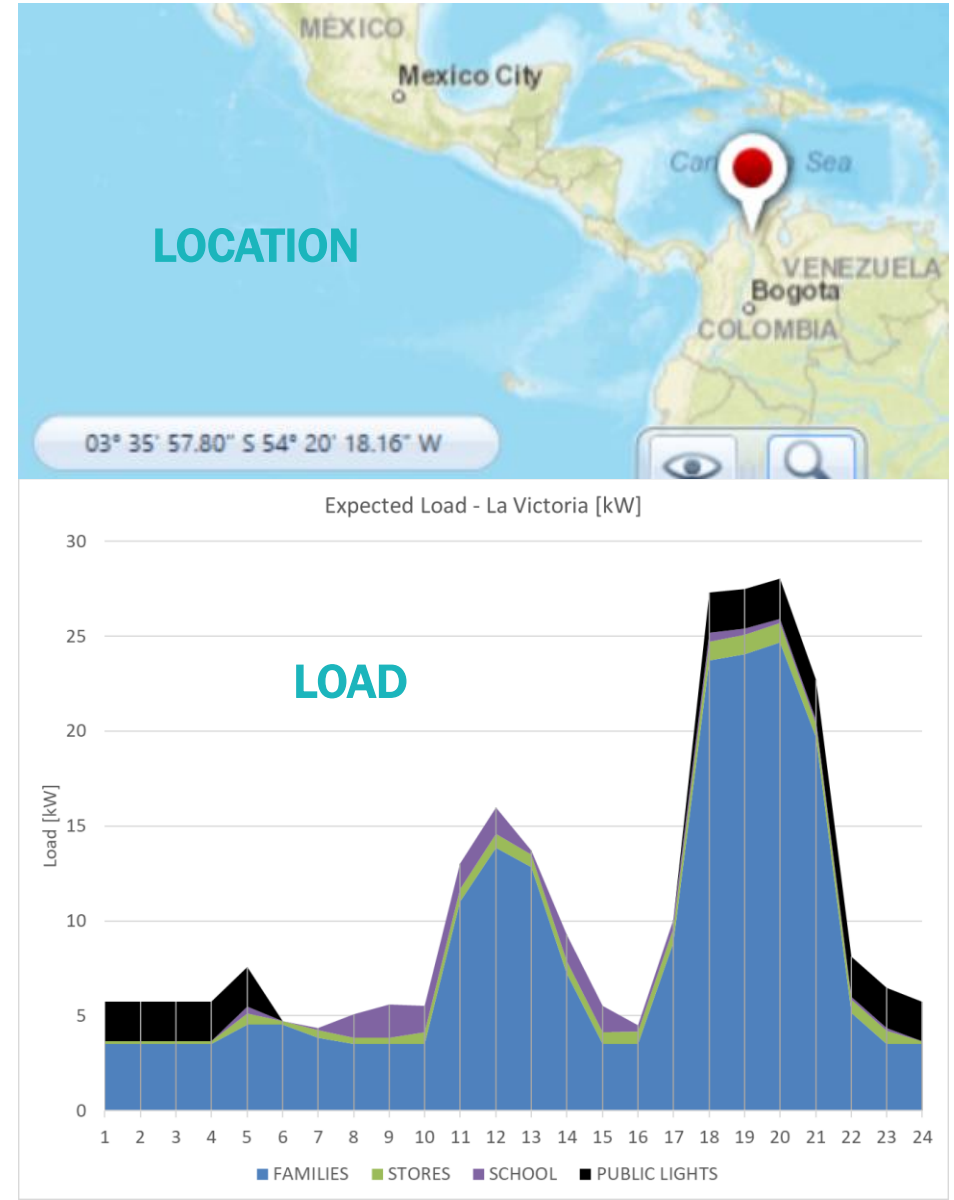 MÉXICO
Mexico City
Sea
LOCATION
VENEZUELA
Bogota
COLOMBIA
03° 35' 57.80" S 54° 20' 18.16" W
Expected Load - La Victoria [kW]
30
25
LOAD
20
Load [kW]
15
10
5
0
1 2 3 4 5 6 7 8 9 10 11 12 13 14 15 16 17 18 19 20 21 22 23 24
FAMILIES STORES SCHOOL PUBLIC LIGHTS